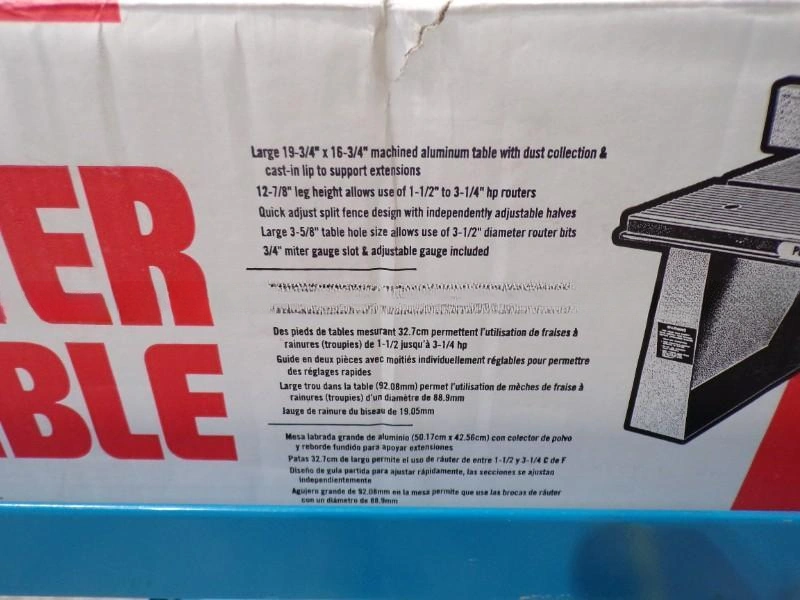 Large 19-3/4" x 16-3/4" machined aluminum table with dust collection &
cast-in lip to support extensions
12-7/8" leg height allows use of 1-1/2" to 3-1/4" hp routers
Quick adjust split fence design with independently adjustable halves
Large 3-5/8" table hole size allows use of 3-1/2" diameter router bits
3/4" miter gauge slot & adjustable gauge included
TER
ABLE
Des pieds de tables mesurant 32.7cm permettent l'utilisation de fraises à
rainures (troupies) de 1-1/2 jusqu'à 3-1/4 hp
Guide en deux pièces avec moitiés individuellement réglables pour permettre
des réglages rapides
Large trou dans la table (92.08mm) permet l'utilisation de mèches de fraise à
rainures (troupies) d'un diamètre de 88.9mm
Jauge de rainure du biseau de 19.05mm
Mesa labrada grande de aluminio (50.17cm x 42.56cm) con colector de polvo
y reborde fundido para apoyar extensiones
Patas 32.7cm de largo permite el uso de ráuter de entre 1-1/2 y 3-1/4 C de F
Diseño de guía partida para ajustar rápidamente, las secciones se ajustan
independientemente
Agujero grande de 92.08mm en la mesa permite que use las brocas de ráuter
con un diámetro de 88.9mm